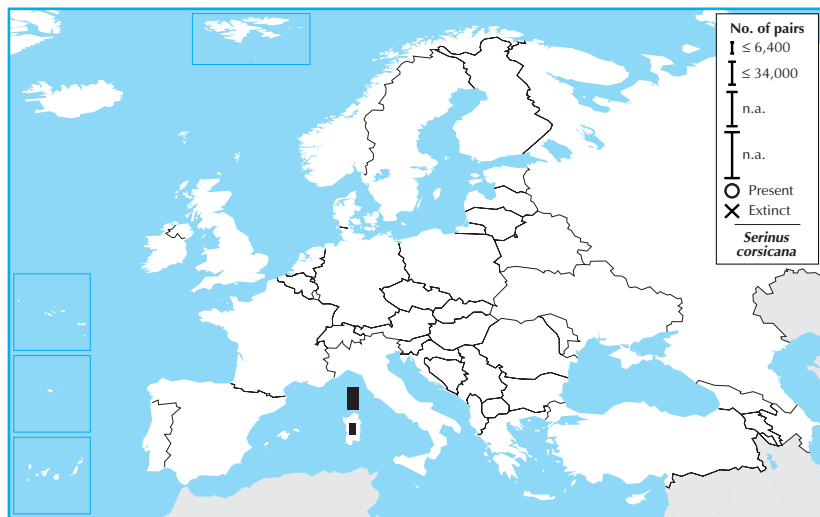 No. of pairs
≤ 6,400
≤ 34,000
n.a.
n.a.
Present
Extinct
Serinus
corsicana